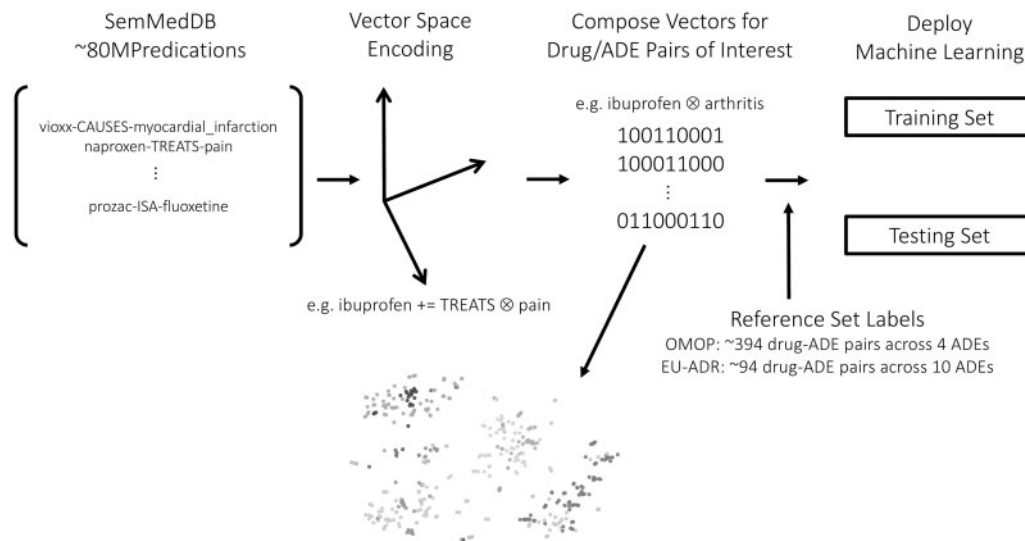 SemMedDB
~80MPredications
vioxx-CAUSES-myocardial_infarction
naproxen-TREATS-pain
⋮
prozac-ISA-fluoxetine
Vector Space
Encoding
e.g. ibuprofen += TREATS ⊗ pain
Compose Vectors for
Drug/ADE Pairs of Interest
e.g. ibuprofen ⊗ arthritis
100110001
100011000
⋮
011000110
Deploy
Machine Learning
Training Set
Testing Set
Reference Set Labels
OMOP: ~394 drug-ADE pairs across 4 ADEs
EU-ADR: ~94 drug-ADE pairs across 10 ADEs